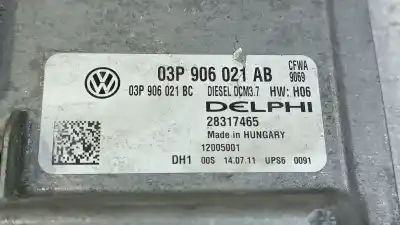 03P 906 021 AB CFWA
9069
03P 906 021 BC DIESEL DCM3.7 HW: H06
DELPHI
28317465
Made in HUNGARY
12005001
DH1 00S 14.07.11 UPS6 0091